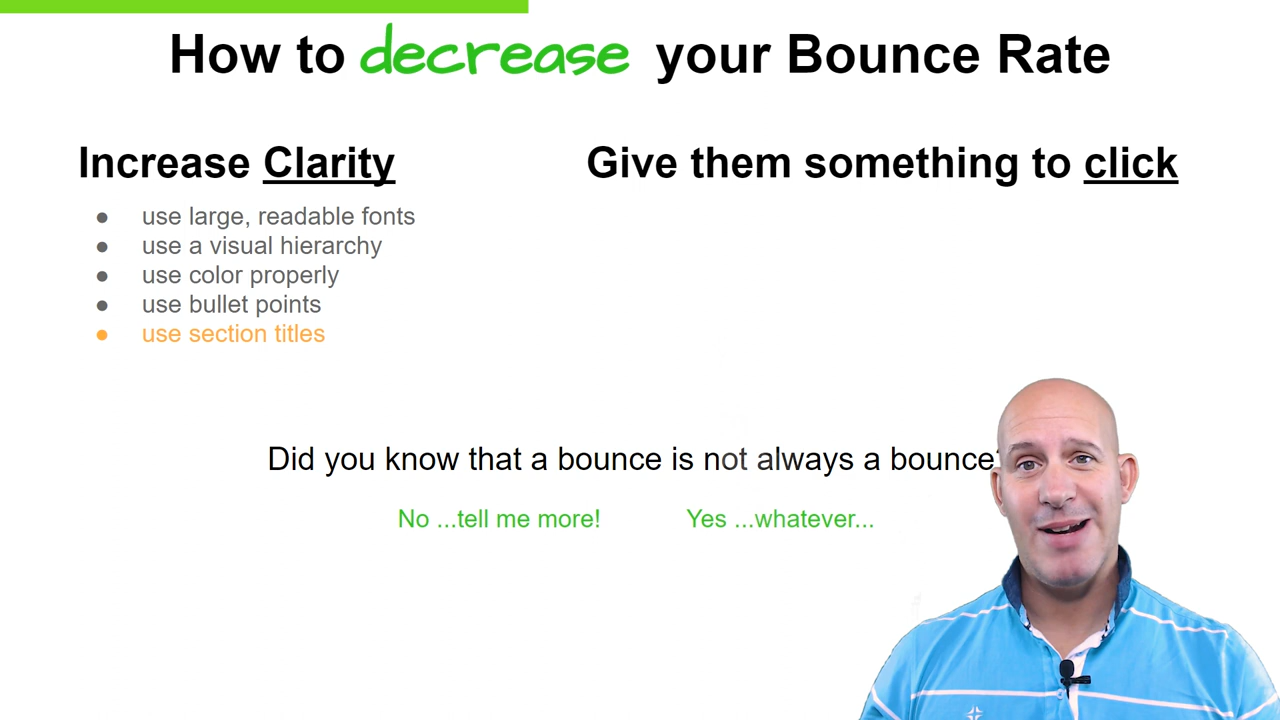 How to decrease your Bounce Rate
Increase Clarity
● use large, readable fonts
● use a visual hierarchy
● use color properly
● use bullet points
● use section titles
Give them something to click
Did you know that a bounce is not always a bounce?
No ...tell me more!
Yes ...whatever...